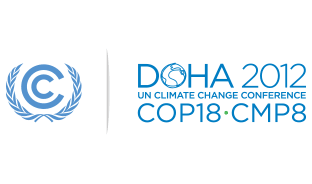 DOHA 2012
UN CLIMATE CHANGE CONFERENCE
COP18·CMP8